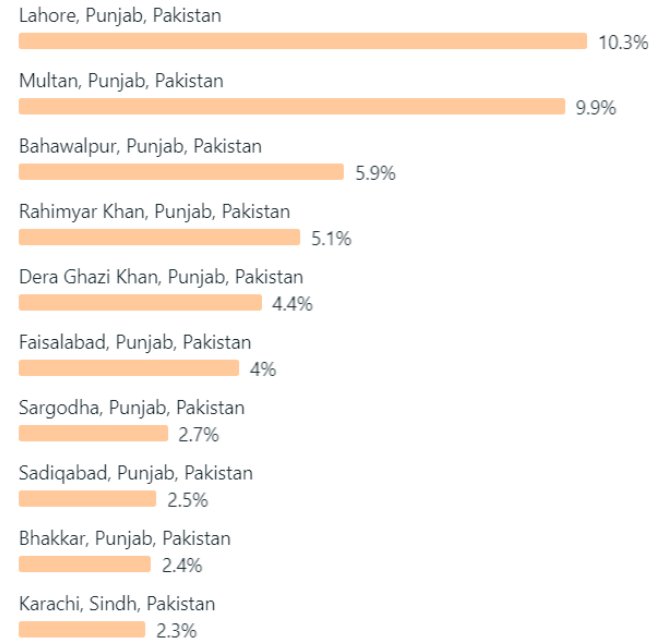 Lahore, Punjab, Pakistan
10.3%
Multan, Punjab, Pakistan
9.9%
Bahawalpur, Punjab, Pakistan
5.9%
Rahimyar Khan, Punjab, Pakistan
5.1%
Dera Ghazi Khan, Punjab, Pakistan
4.4%
Faisalabad, Punjab, Pakistan
4%
Sargodha, Punjab, Pakistan
2.7%
Sadiqabad, Punjab, Pakistan
2.5%
Bhakkar, Punjab, Pakistan
2.4%
Karachi, Sindh, Pakistan
2.3%